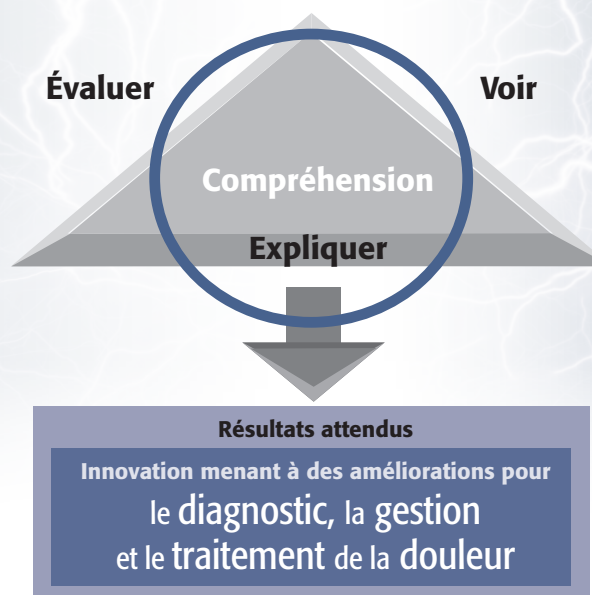 Évaluer
Voir
Compréhension
Expliquer
Résultats attendus
Innovation menant à des améliorations pour
le diagnostic, la gestion
et le traitement de la douleur